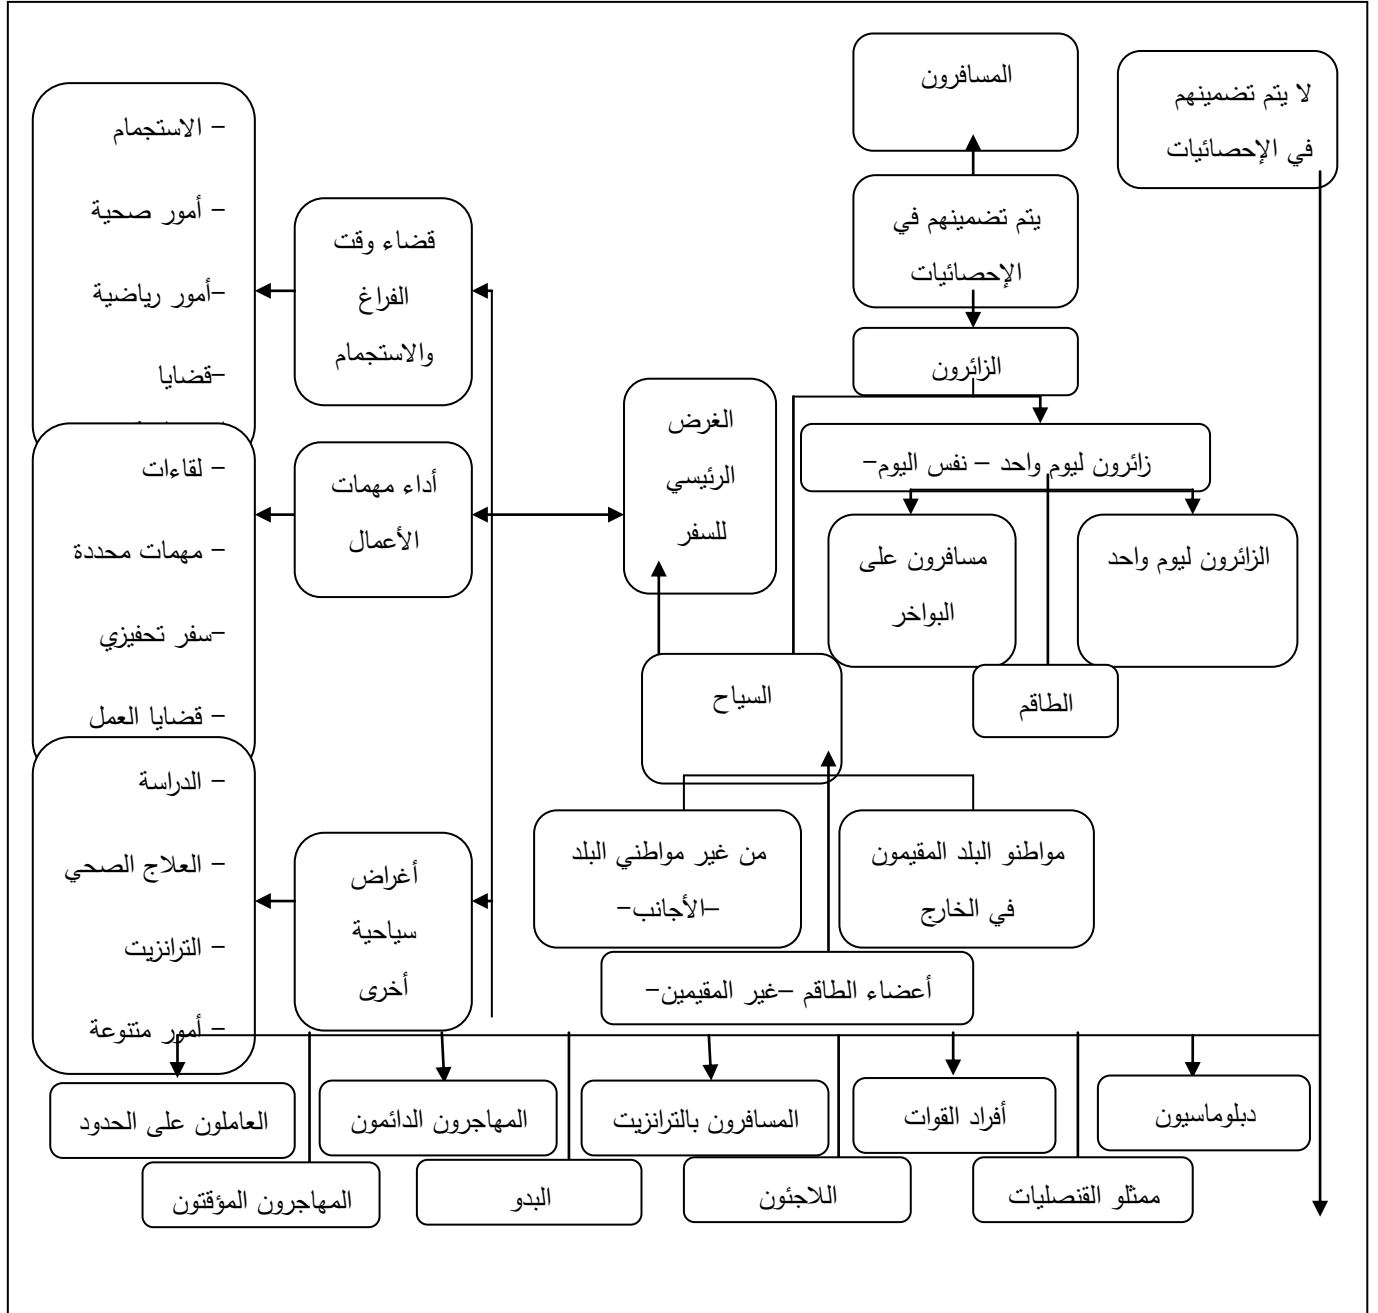 المسافرون
لا يتم تضمينهم
في الإحصائيات
يتم تضمينهم في
الإحصائيات
الزائرون
زائرون ليوم واحد – نفس اليوم-
الزائرون ليوم واحد
مسافرون على
البواخر
الطاقم
الغرض
الرئيسي
للسفر
السياح
قضاء وقت
الفراغ
والاستجمام
- الاستجمام
- أمور صحية
-أمور رياضية
-قضايا
أداء مهمات
الأعمال
- لقاءات
- مهمات محددة
-سفر تحفيزي
- قضايا العمل
أغراض
سياحية
أخرى
- الدراسة
- العلاج الصحي
- الترانزيت
- أمور متنوعة
مواطنو البلد المقيمون
في الخارج
من غير مواطني البلد
-الأجانب-
أعضاء الطاقم –غير المقيمين-
دبلوماسيون
أفراد القوات
المسافرون بالترانزيت
المهاجرون الدائمون
العاملون على الحدود
ممثلو القنصليات
اللاجئون
البدو
المهاجرون المؤقتون